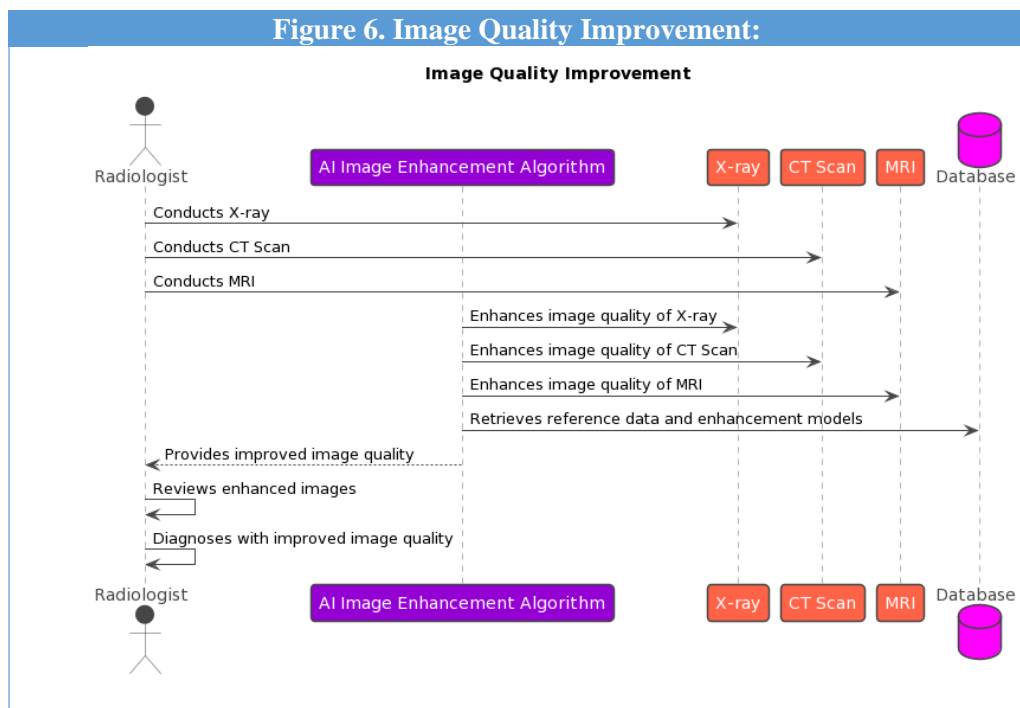 Figure 6. Image Quality Improvement:
Image Quality Improvement
Radiologist
AI Image Enhancement Algorithm
X-ray
CT Scan
MRI
Database
Conducts X-ray
Conducts CT Scan
Conducts MRI
Enhances image quality of X-ray
Enhances image quality of CT Scan
Enhances image quality of MRI
Retrieves reference data and enhancement models
Provides improved image quality
Reviews enhanced images
Diagnoses with improved image quality
Radiologist
AI Image Enhancement Algorithm
X-ray
CT Scan
MRI
Database